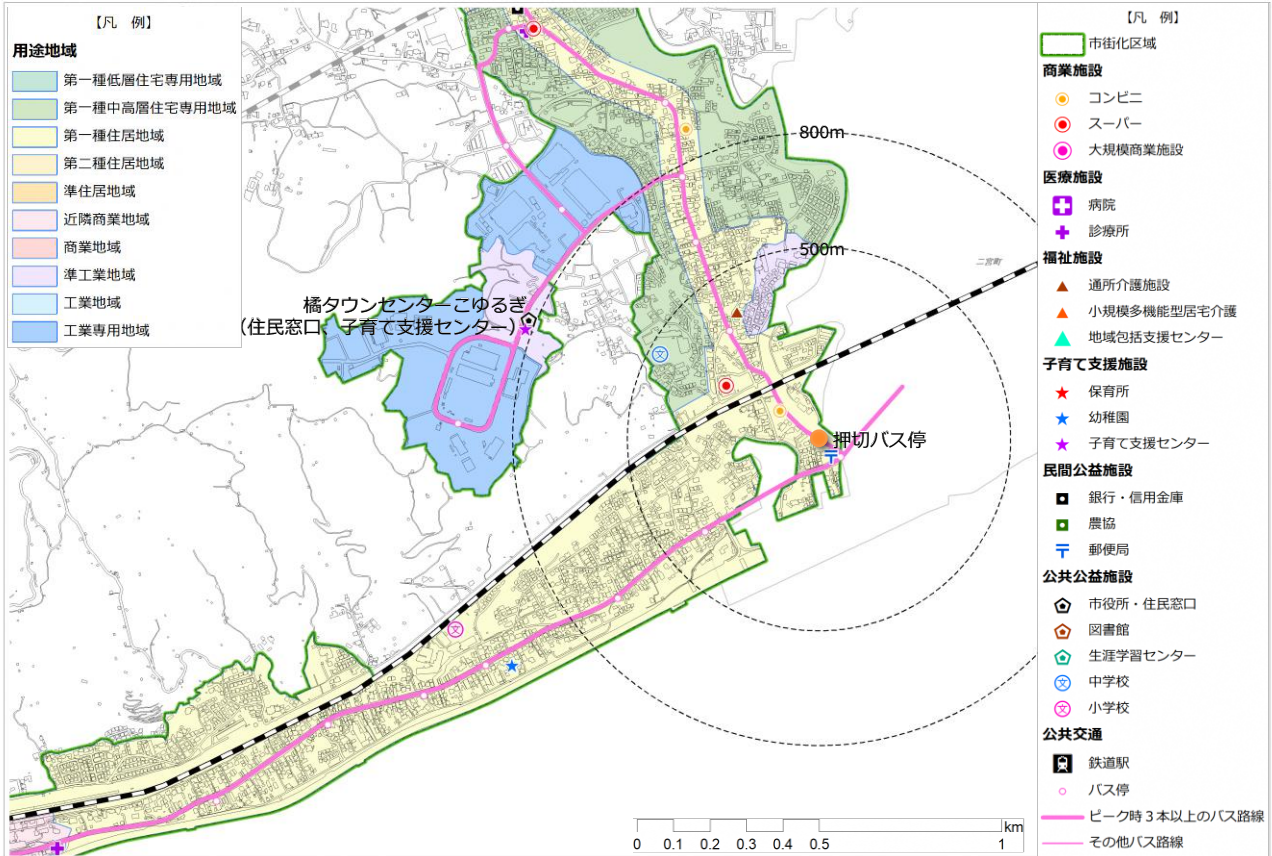 【凡　例】
用途地域
第一種低層住宅専用地域
第一種中高層住宅専用地域
第一種住居地域
第二種住居地域
準住居地域
近隣商業地域
商業地域
準工業地域
工業地域
工業専用地域
800m
500m
二宮町
橘タウンセンターこゆるぎ
（住民窓口、子育て支援センター）
文
押切バス停
文
km
0 0.1 0.2 0.3 0.4 0.5 1
【凡　例】
市街化区域
商業施設
コンビニ
スーパー
大規模商業施設
医療施設
病院
診療所
福祉施設
通所介護施設
小規模多機能型居宅介護
地域包括支援センター
子育て支援施設
保育所
幼稚園
子育て支援センター
民間公益施設
銀行・信用金庫
農協
郵便局
公共公益施設
市役所・住民窓口
図書館
生涯学習センター
文 中学校
文 小学校
公共交通
鉄道駅
バス停
ピーク時３本以上のバス路線
その他バス路線